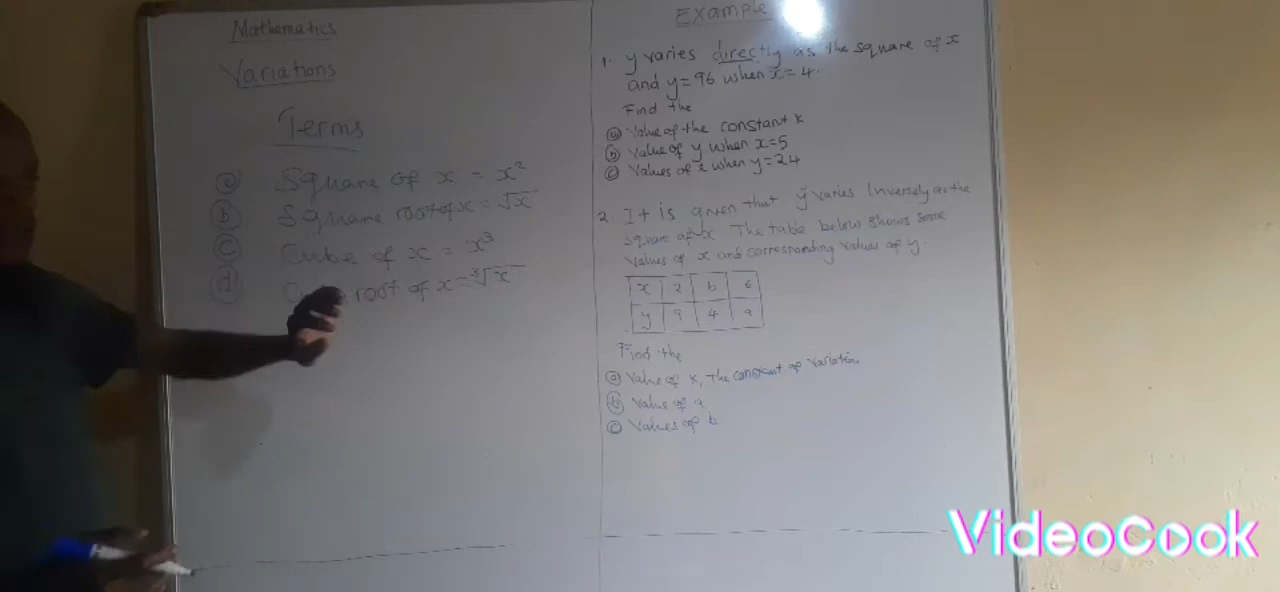 Mathematics
Variations
Terms
(a) Square of x = x²
(b) Square root of x = √x
(c) Cube of x = x³
(d) root of x = ³√x
Example
1. y varies directly as the square of x
and y=96 when x=4.
Find the
(a) Value of the constant k
(b) Value of y when x=5
(c) Values of x when y=24
2. It is given that y varies Inversely as the
square of x The table below shows some
values of x and corresponding values of y.
x 2 b 6
y 9 4 a
Find the
(a) Value of k, The constant of variation
(b) Value of a
(c) Values of b
VideoCook